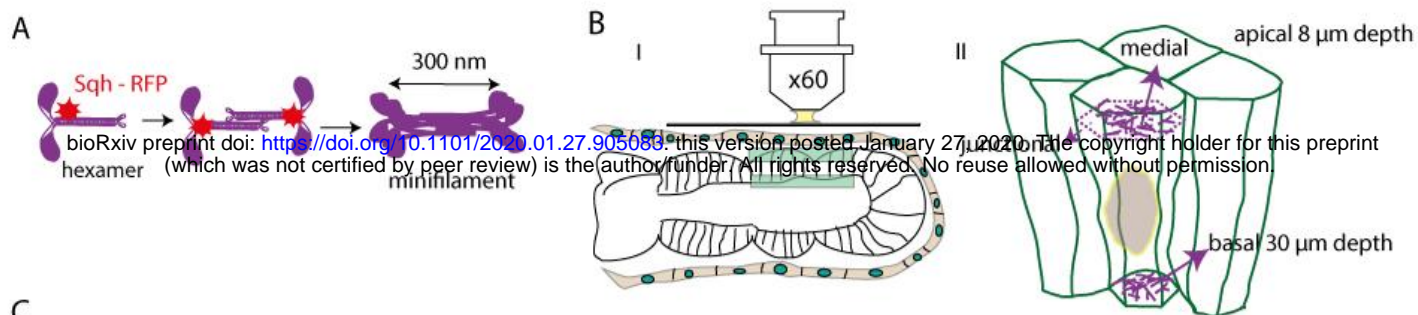 A
Sqh - RFP
300 nm
hexamer
minifilament
B
I
x60
II
medial
apical 8 µm depth
junctional
basal 30 µm depth
bioRxiv preprint doi: https://doi.org/10.1101/2020.01.27.905083. this version posted January 27, 2020. The copyright holder for this preprint
(which was not certified by peer review) is the author/funder. All rights reserved. No reuse allowed without permission.
C